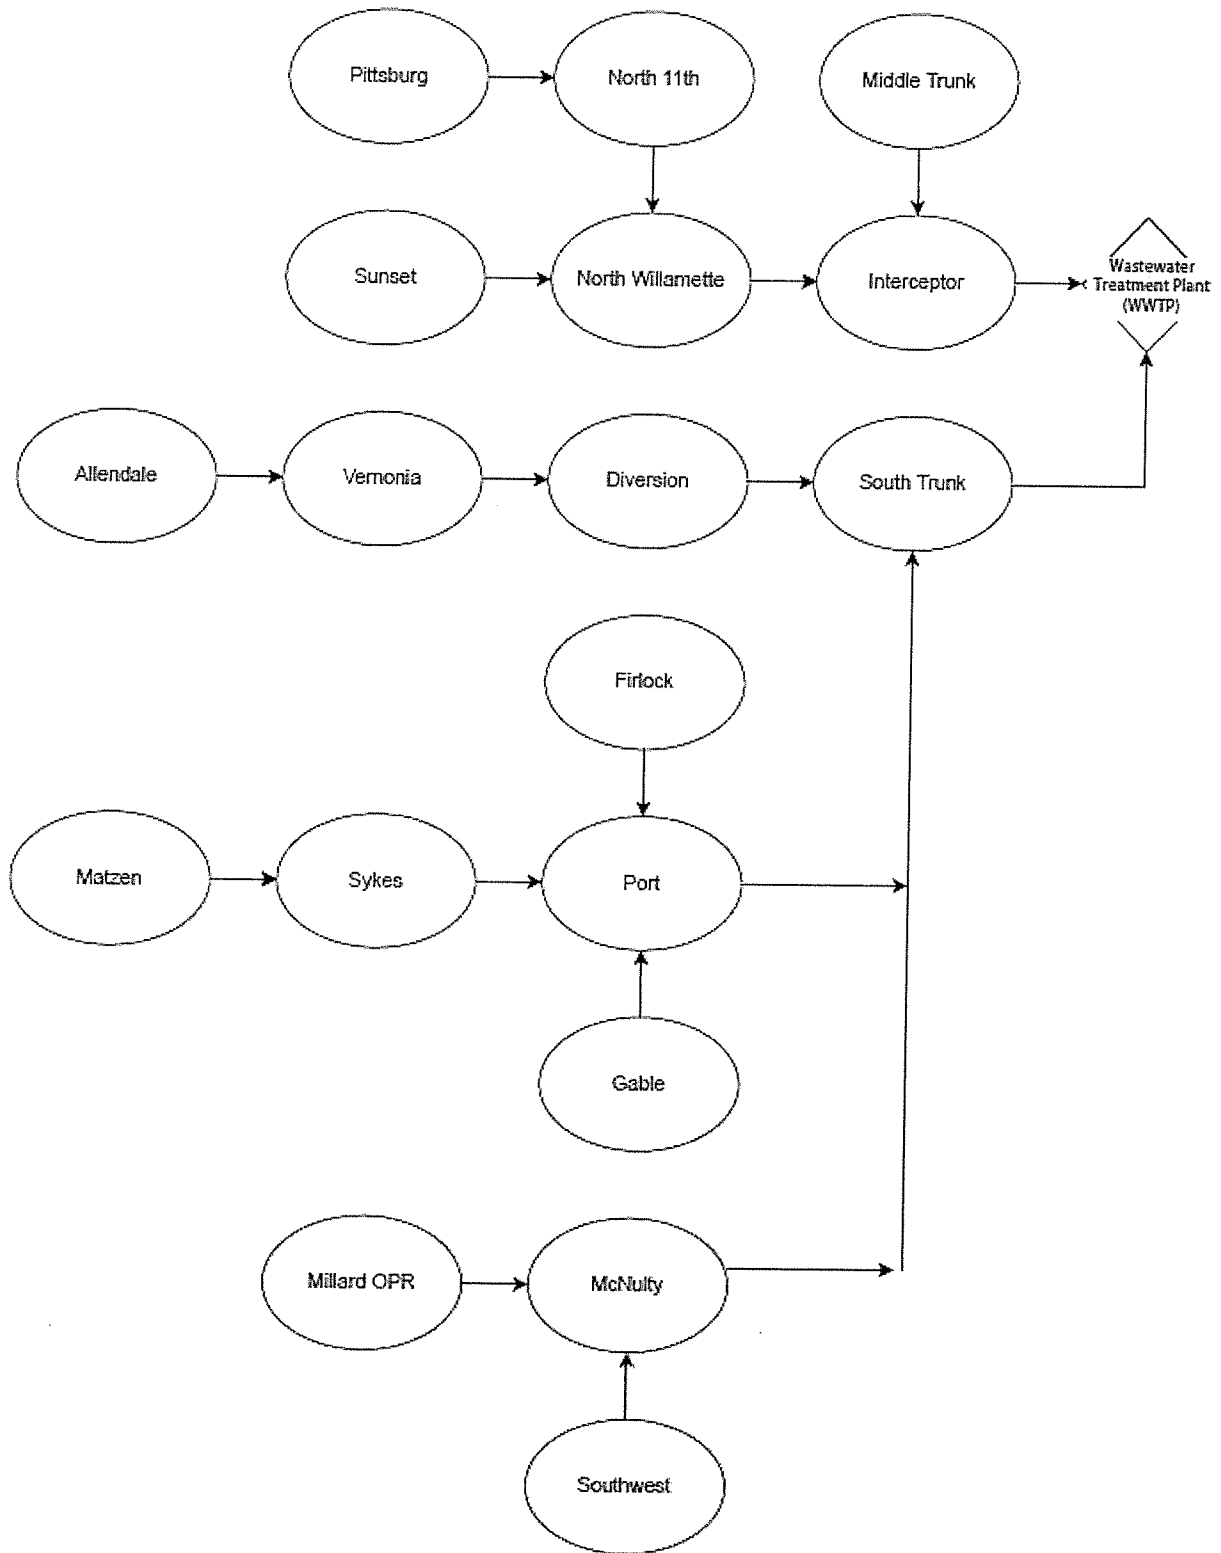 Pittsburg
North 11th
Middle Trunk
Sunset
North Willamette
Interceptor
Wastewater
Treatment Plant
(WWTP)
Allendale
Vernonia
Diversion
South Trunk
Firlock
Matzen
Sykes
Port
Gable
Millard OPR
McNulty
Southwest